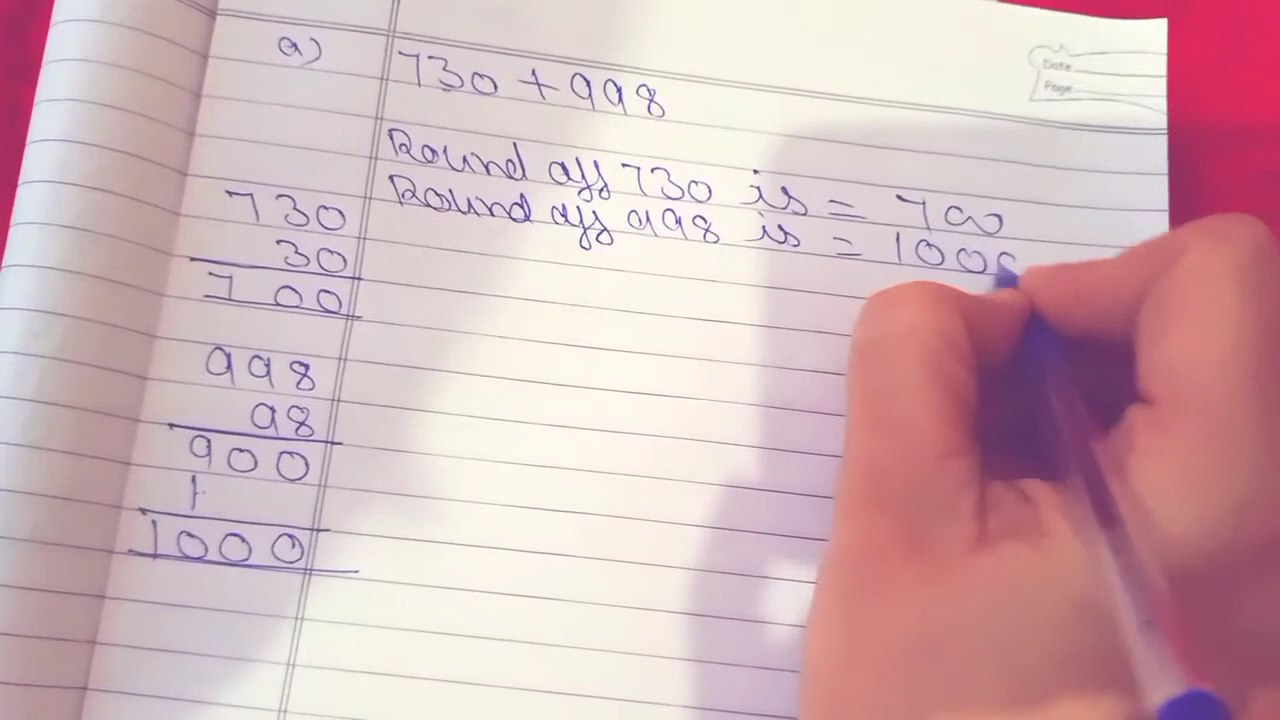 a)
730 + 998
Date
Page
Round off 730 is = 700
Round off 998 is = 1000
730
30
700
998
98
900
1
1000